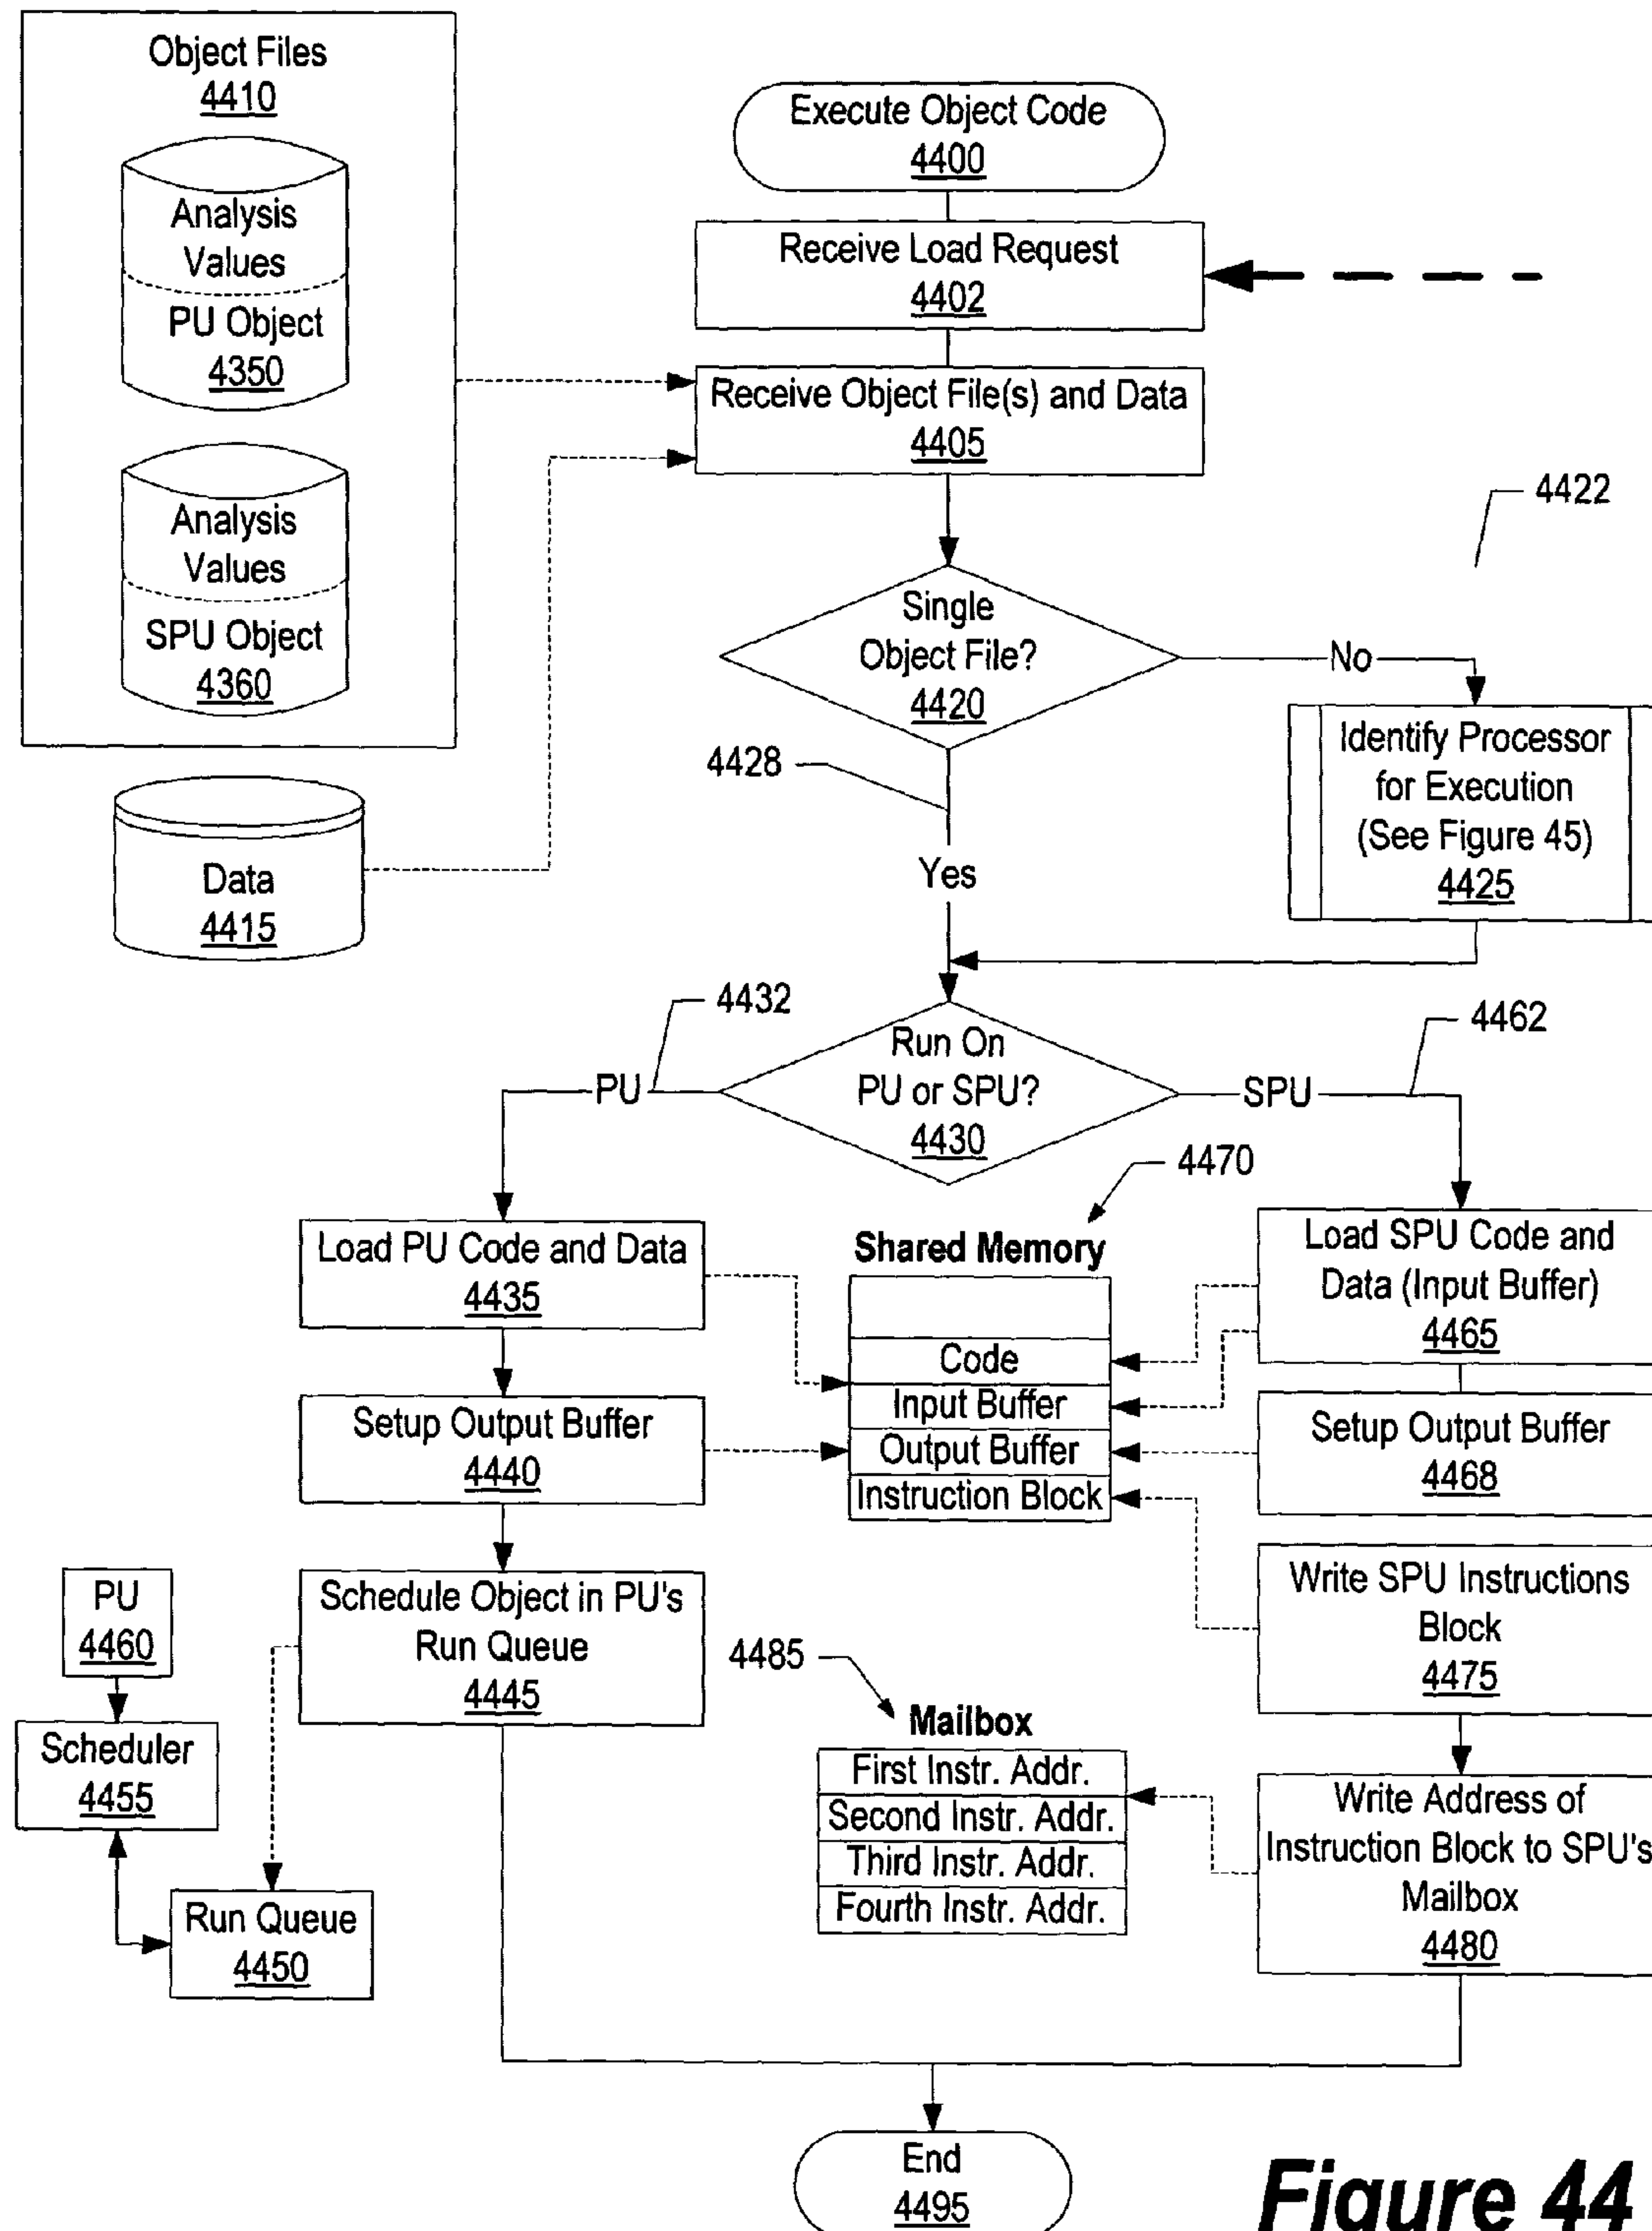 Object Files
4410
Analysis
Values
PU Object
4350
Analysis
Values
SPU Object
4360
Data
4415
Execute Object Code
4400
Receive Load Request
4402
Receive Object File(s) and Data
4405
4422
Single
Object File?
4420
No
4428
Yes
Identify Processor
for Execution
(See Figure 45)
4425
4432
4462
Run On
PU or SPU?
4430
PU
SPU
4470
Load PU Code and Data
4435
Setup Output Buffer
4440
Schedule Object in PU's
Run Queue
4445
PU
4460
Scheduler
4455
Run Queue
4450
Shared Memory
Code
Input Buffer
Output Buffer
Instruction Block
Load SPU Code and
Data (Input Buffer)
4465
Setup Output Buffer
4468
Write SPU Instructions
Block
4475
4485
Mailbox
First Instr. Addr.
Second Instr. Addr.
Third Instr. Addr.
Fourth Instr. Addr.
Write Address of
Instruction Block to SPU's
Mailbox
4480
End
4495
Figure 44